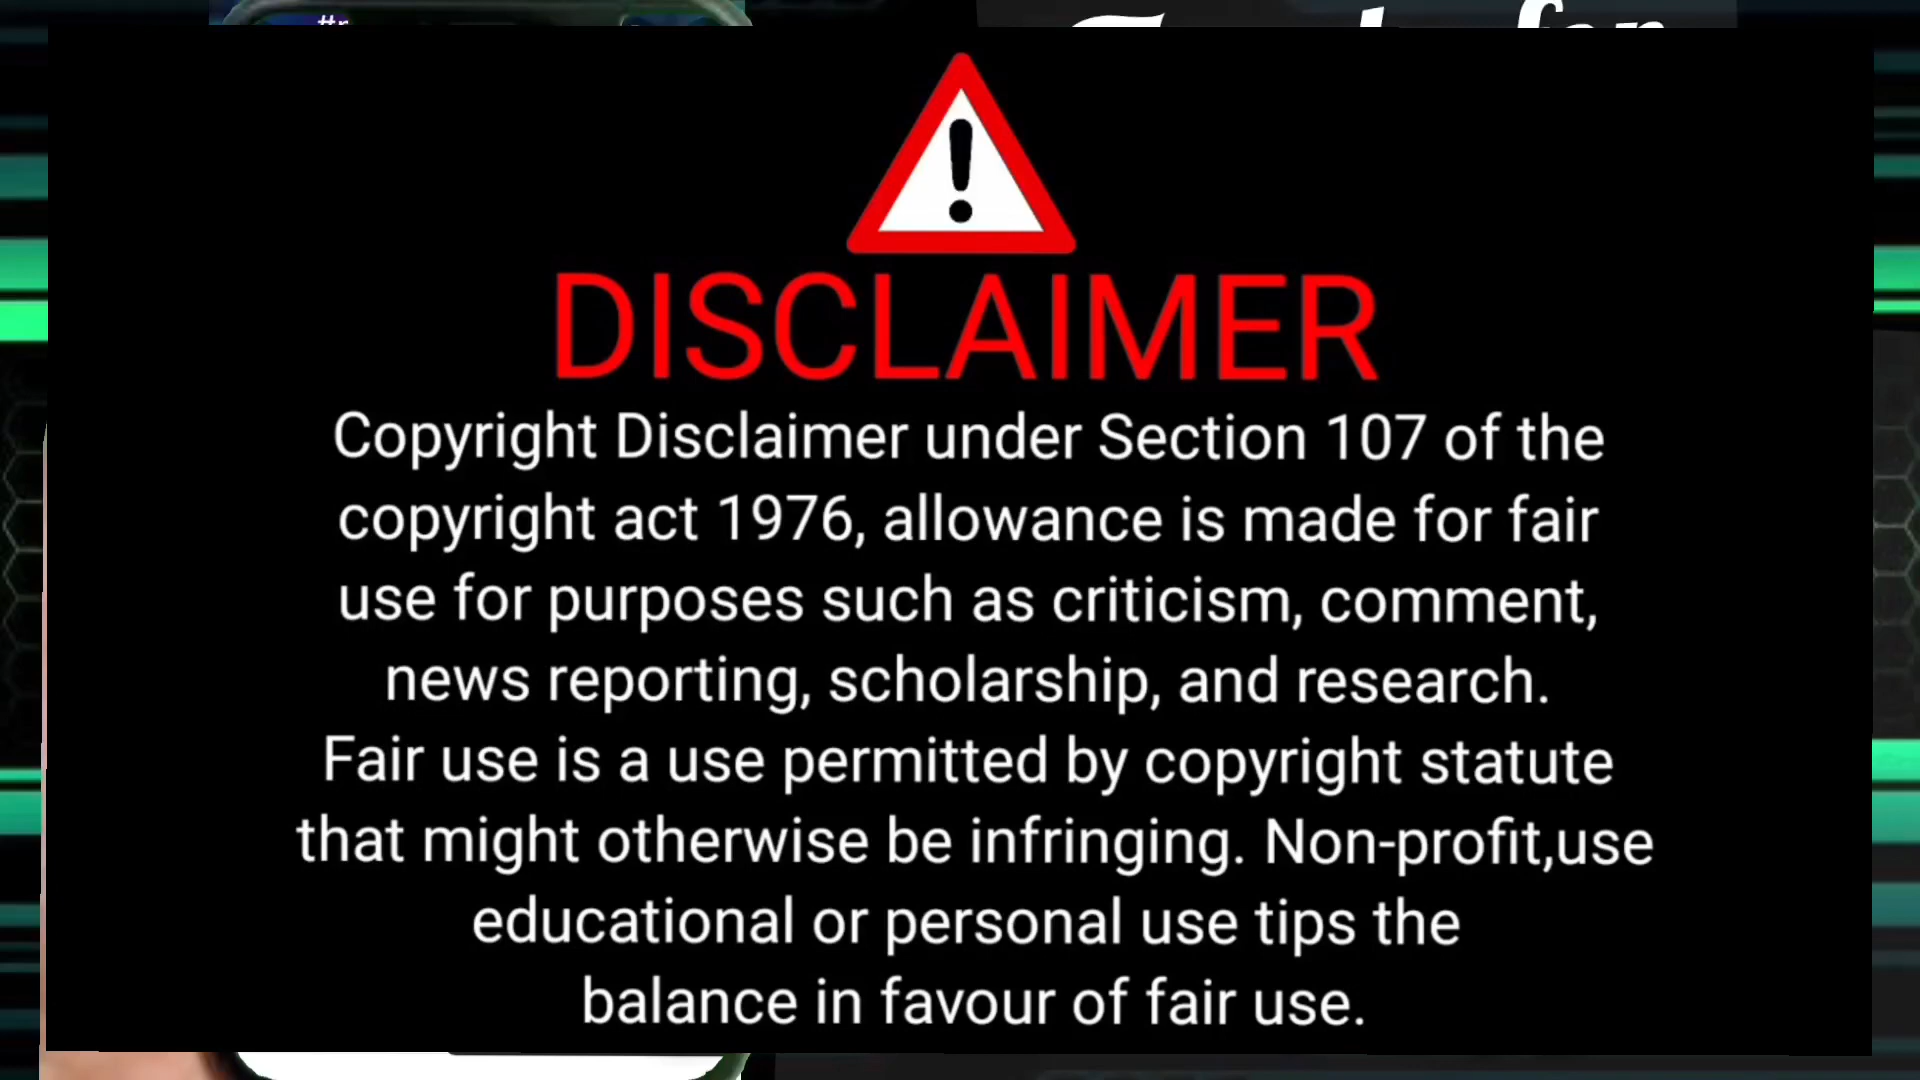 #r
DISCLAIMER
Copyright Disclaimer under Section 107 of the
copyright act 1976, allowance is made for fair
use for purposes such as criticism, comment,
news reporting, scholarship, and research.
Fair use is a use permitted by copyright statute
that might otherwise be infringing. Non-profit,use
educational or personal use tips the
balance in favour of fair use.